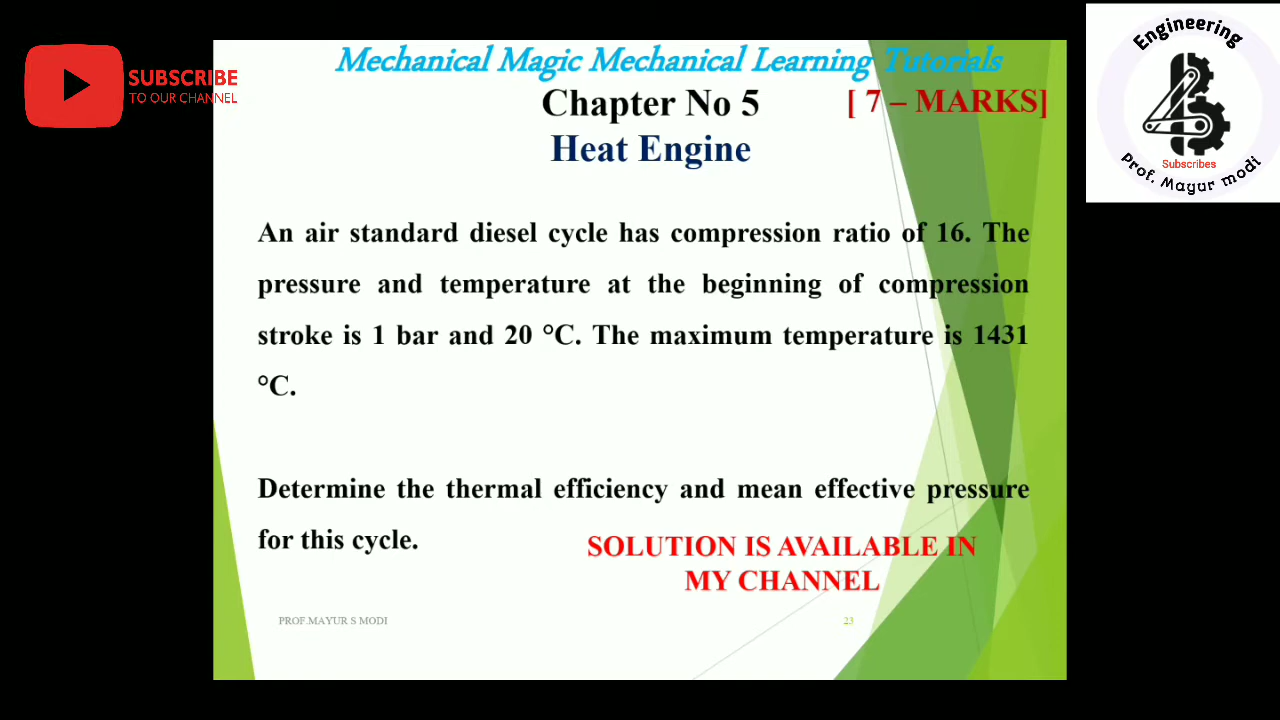 Mechanical Magic Mechanical Learning Tutorials
SUBSCRIBE
TO OUR CHANNEL
Chapter No 5
[ 7 – MARKS]
Heat Engine
Engineering
Subscribes
Prof. Mayur modi
An air standard diesel cycle has compression ratio of 16. The
pressure and temperature at the beginning of compression
stroke is 1 bar and 20 °C. The maximum temperature is 1431
°C.
Determine the thermal efficiency and mean effective pressure
for this cycle.
SOLUTION IS AVAILABLE IN
MY CHANNEL
PROF.MAYUR S MODI
23